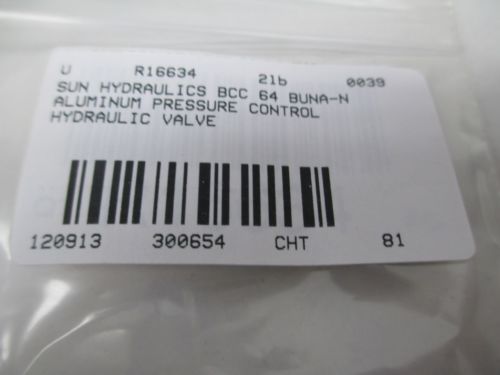 U R16634 21b 0039
SUN HYDRAULICS BCC 64 BUNA-N
ALUMINUM PRESSURE CONTROL
HYDRAULIC VALVE
120913 300654 CHT 81